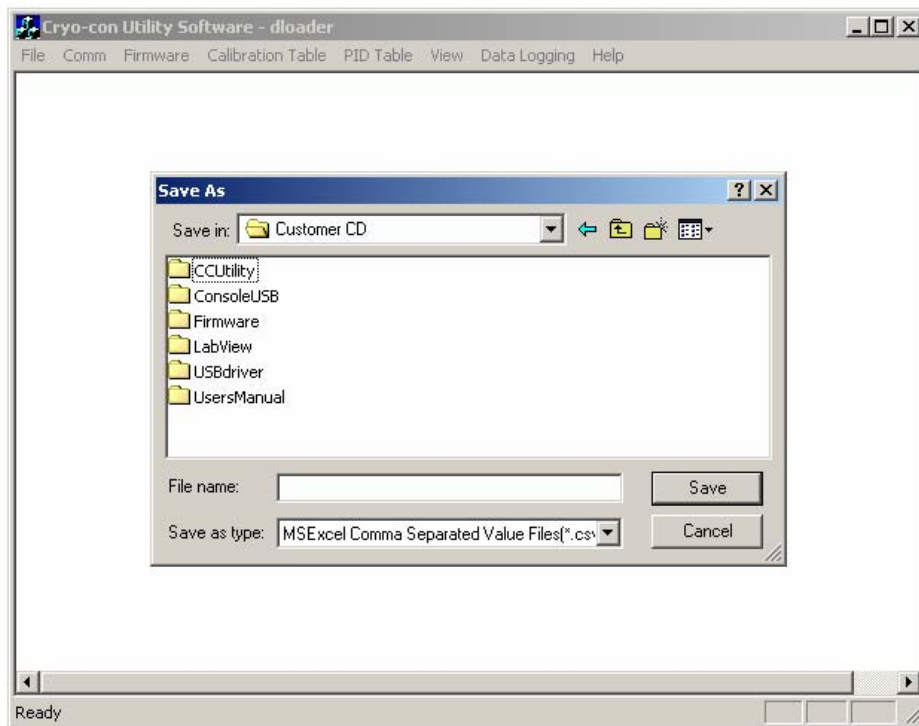 Cryo-con Utility Software - dloader
File Comm Firmware Calibration Table PID Table View Data Logging Help
Save As
Save in: Customer CD
CCUtility
ConsoleUSB
Firmware
LabView
USBdriver
UsersManual
File name:
Save
Save as type: MSExcel Comma Separated Value Files(*.csv
Cancel
Ready